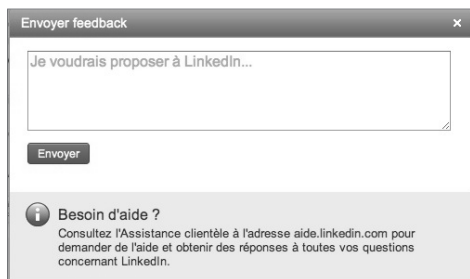 Envoyer feedback ×
Je voudrais proposer à LinkedIn...
Envoyer
Besoin d'aide ?
Consultez l'Assistance clientèle à l'adresse aide.linkedin.com pour
demander de l'aide et obtenir des réponses à toutes vos questions
concernant LinkedIn.